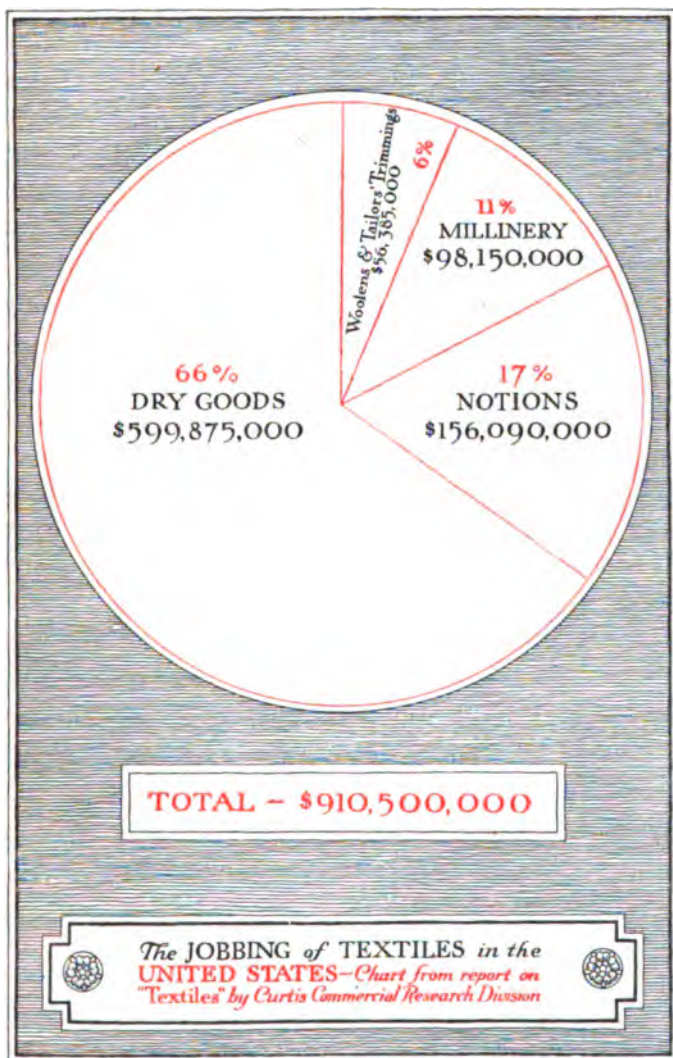 Woolens & Tailors' Trimmings
$56,385,000
6%
11%
MILLINERY
$98,150,000
66%
DRY GOODS
$599,875,000
17%
NOTIONS
$156,090,000
TOTAL – $910,500,000
The JOBBING of TEXTILES in the
UNITED STATES–Chart from report on
"Textiles" by Curtis Commercial Research Division